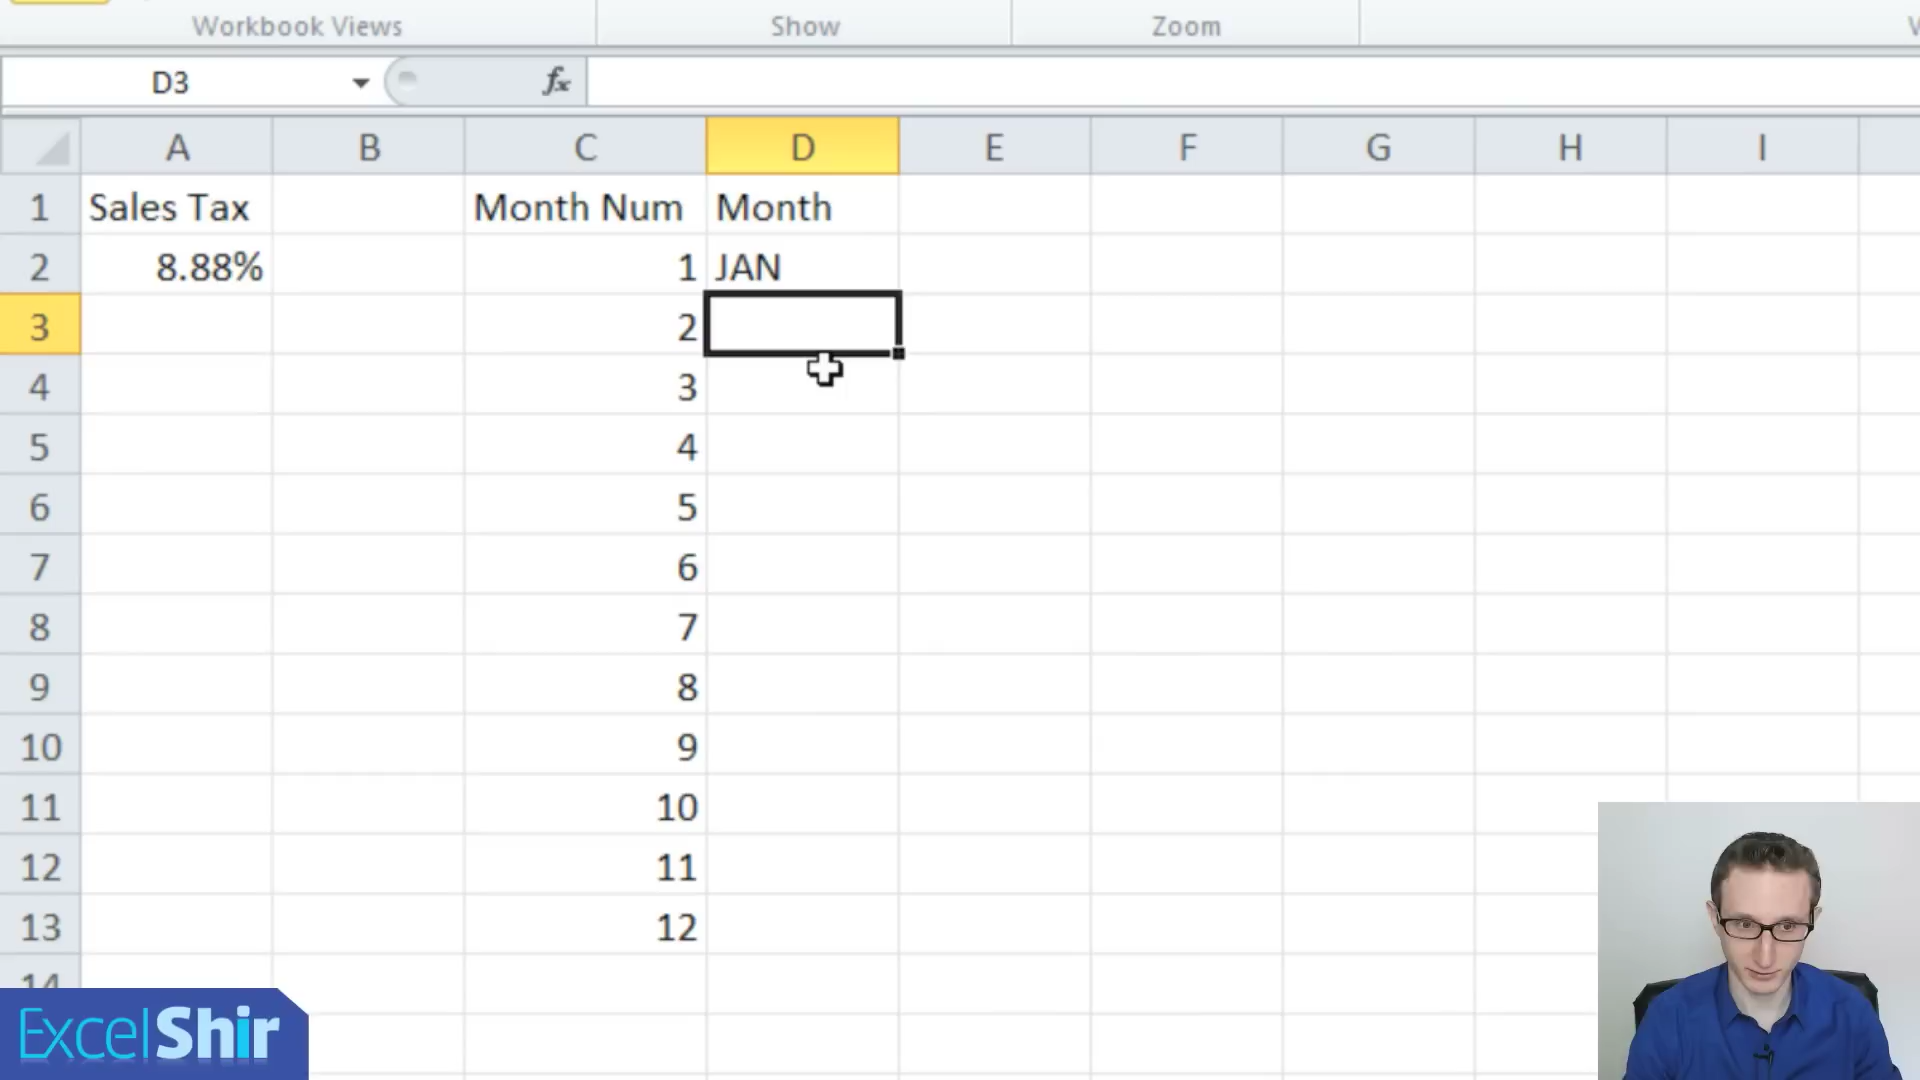 Workbook Views Show Zoom
D3 fx
A B C D E F G H I
1 Sales Tax Month Num Month
2 8.88% 1 JAN
3 2
4 3
5 4
6 5
7 6
8 7
9 8
10 9
11 10
12 11
13 12
14
ExcelShir